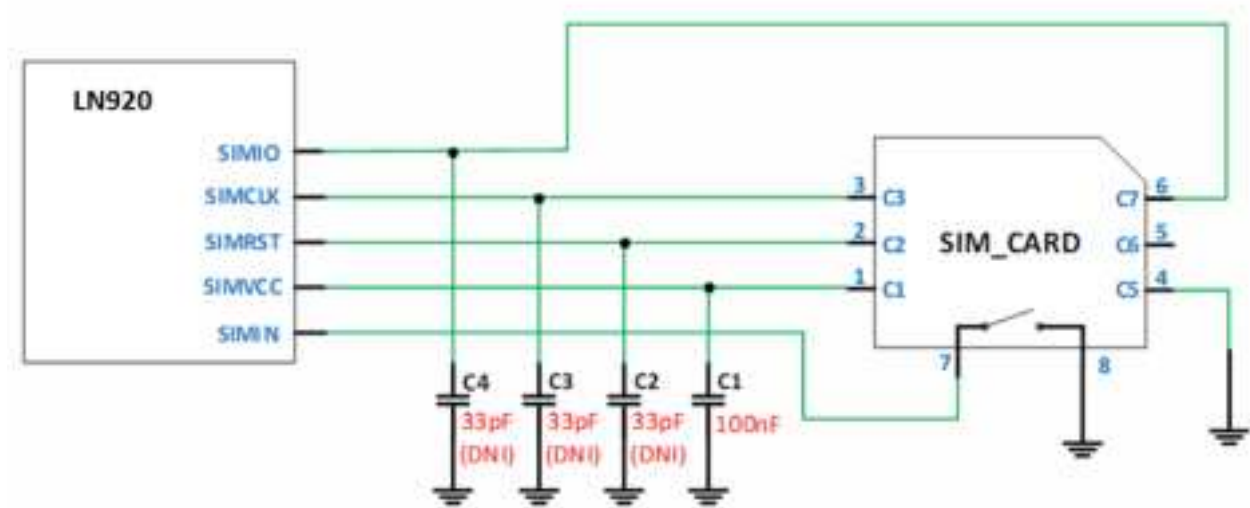 LN920
SIMIO
SIMCLK
SIMRST
SIMVCC
SIMIN
3
C3
2
C2
1
C1
SIM_CARD
C7
6
C6
5
C5
4
7
8
C4
33pF
(DNI)
C3
33pF
(DNI)
C2
33pF
(DNI)
C1
100nF